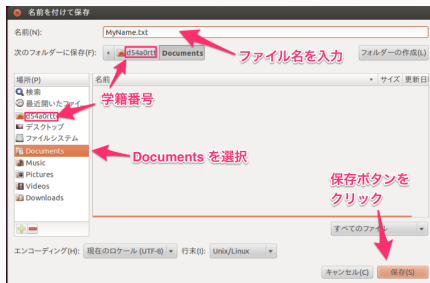 名前を付けて保存
名前(N):
MyName.txt
次のフォルダーに保存(F):
d54a0rtt
Documents
ファイル名を入力
フォルダーの作成(L)
場所(P)
名前
サイズ
更新日
検索
最近開いたファイ
d54a0rtt
デスクトップ
ファイルシステム
Documents
Music
Pictures
Videos
Downloads
学籍番号
Documents を選択
保存ボタンを
クリック
すべてのファイル
エンコーディング(H):
現在のロケール (UTF-8)
行末(I):
Unix/Linux
キャンセル(C)
保存(S)